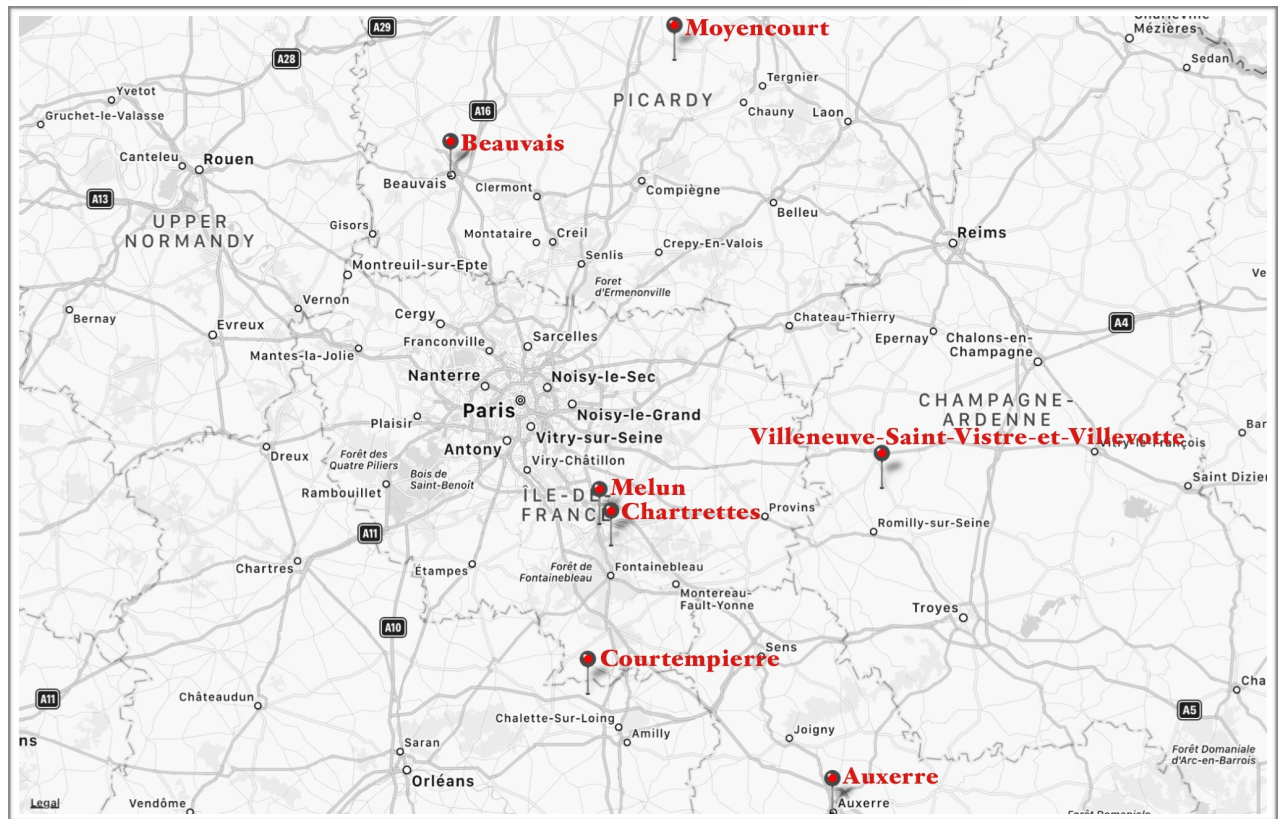 A29
Moyencourt
Charleville
Mézières
A28
Sedan
Tergnier
Yvetot
PICARDY
Chauny
Laon
Gruchet-le-Valasse
A16
Beauvais
Canteleu
Rouen
Beauvais
Clermont
Compiègne
A13
Belleu
UPPER
NORMANDY
Gisors
Montataire
Creil
Crepy-En-Valois
Reims
Senlis
Montreuil-sur-Epte
Foret
d'Ermenonville
Ve
Vernon
Bernay
Cergy
Chateau-Thierry
A4
Evreux
Sarcelles
Franconville
Epernay
Chalons-en-
Champagne
Mantes-la-Jolie
Nanterre
Noisy-le-Sec
CHAMPAGNE-
ARDENNE
Paris
Noisy-le-Grand
Plaisir
Vitry-sur-Seine
Villeneuve-Saint-Vistre-et-Villevotte
Vitry-le-François
Bar
Antony
Dreux
Forêt des
Quatre Piliers
Viry-Châtillon
Bois de
Saint-Benoît
Saint Dizier
Rambouillet
Melun
ÎLE-DE-
FRANCE
Chartrettes
Provins
Romilly-sur-Seine
A11
Chartres
Étampes
Forêt de
Fontainebleau
Fontainebleau
Montereau-
Fault-Yonne
Troyes
A10
Sens
Courtempierre
Cha
A11
Châteaudun
A5
Chalette-Sur-Loing
Amilly
Joigny
ns
Saran
Forêt Domaniale
d'Arc-en-Barrois
Orléans
Auxerre
Auxerre
Legal
Vendôme
Forêt Domaniale